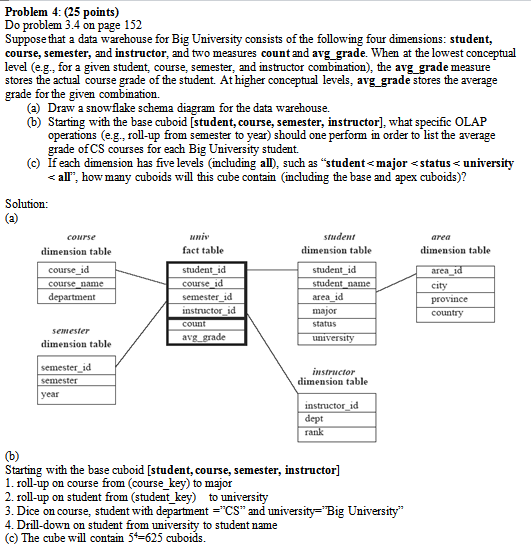 Problem 4: (25 points)
Do problem 3.4 on page 152
Suppose that a data warehouse for Big University consists of the following four dimensions: student,
course, semester, and instructor, and two measures count and avg_grade. When at the lowest conceptual
level (e.g., for a given student, course, semester, and instructor combination), the avg_grade measure
stores the actual course grade of the student. At higher conceptual levels, avg_grade stores the average
grade for the given combination.
(a) Draw a snowflake schema diagram for the data warehouse.
(b) Starting with the base cuboid [student, course, semester, instructor], what specific OLAP
operations (e.g., roll-up from semester to year) should one perform in order to list the average
grade of CS courses for each Big University student.
(c) If each dimension has five levels (including all), such as "student < major < status < university
< all", how many cuboids will this cube contain (including the base and apex cuboids)?
Solution:
(a)
course
dimension table
course_id
course_name
department
semester
dimension table
semester_id
semester
year
univ
fact table
student_id
course_id
semester_id
instructor_id
count
avg_grade
student
dimension table
student_id
student_name
area_id
major
status
university
instructor
dimension table
instructor_id
dept
rank
area
dimension table
area_id
city
province
country
(b)
Starting with the base cuboid [student, course, semester, instructor]
1. roll-up on course from (course_key) to major
2. roll-up on student from (student_key) to university
3. Dice on course, student with department ="CS" and university="Big University"
4. Drill-down on student from university to student name
(c) The cube will contain 5⁴=625 cuboids.